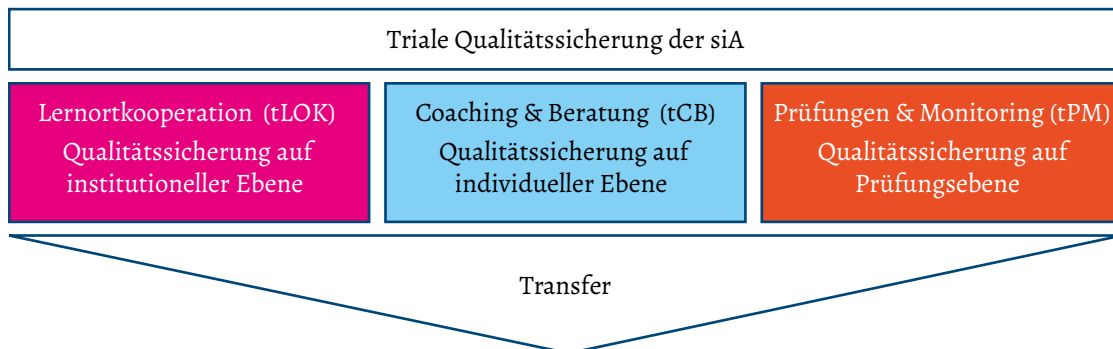 Triale Qualitätssicherung der siA
Lernortkooperation (tLOK)
Qualitätssicherung auf
institutioneller Ebene
Coaching & Beratung (tCB)
Qualitätssicherung auf
individueller Ebene
Prüfungen & Monitoring (tPM)
Qualitätssicherung auf
Prüfungsebene
Transfer